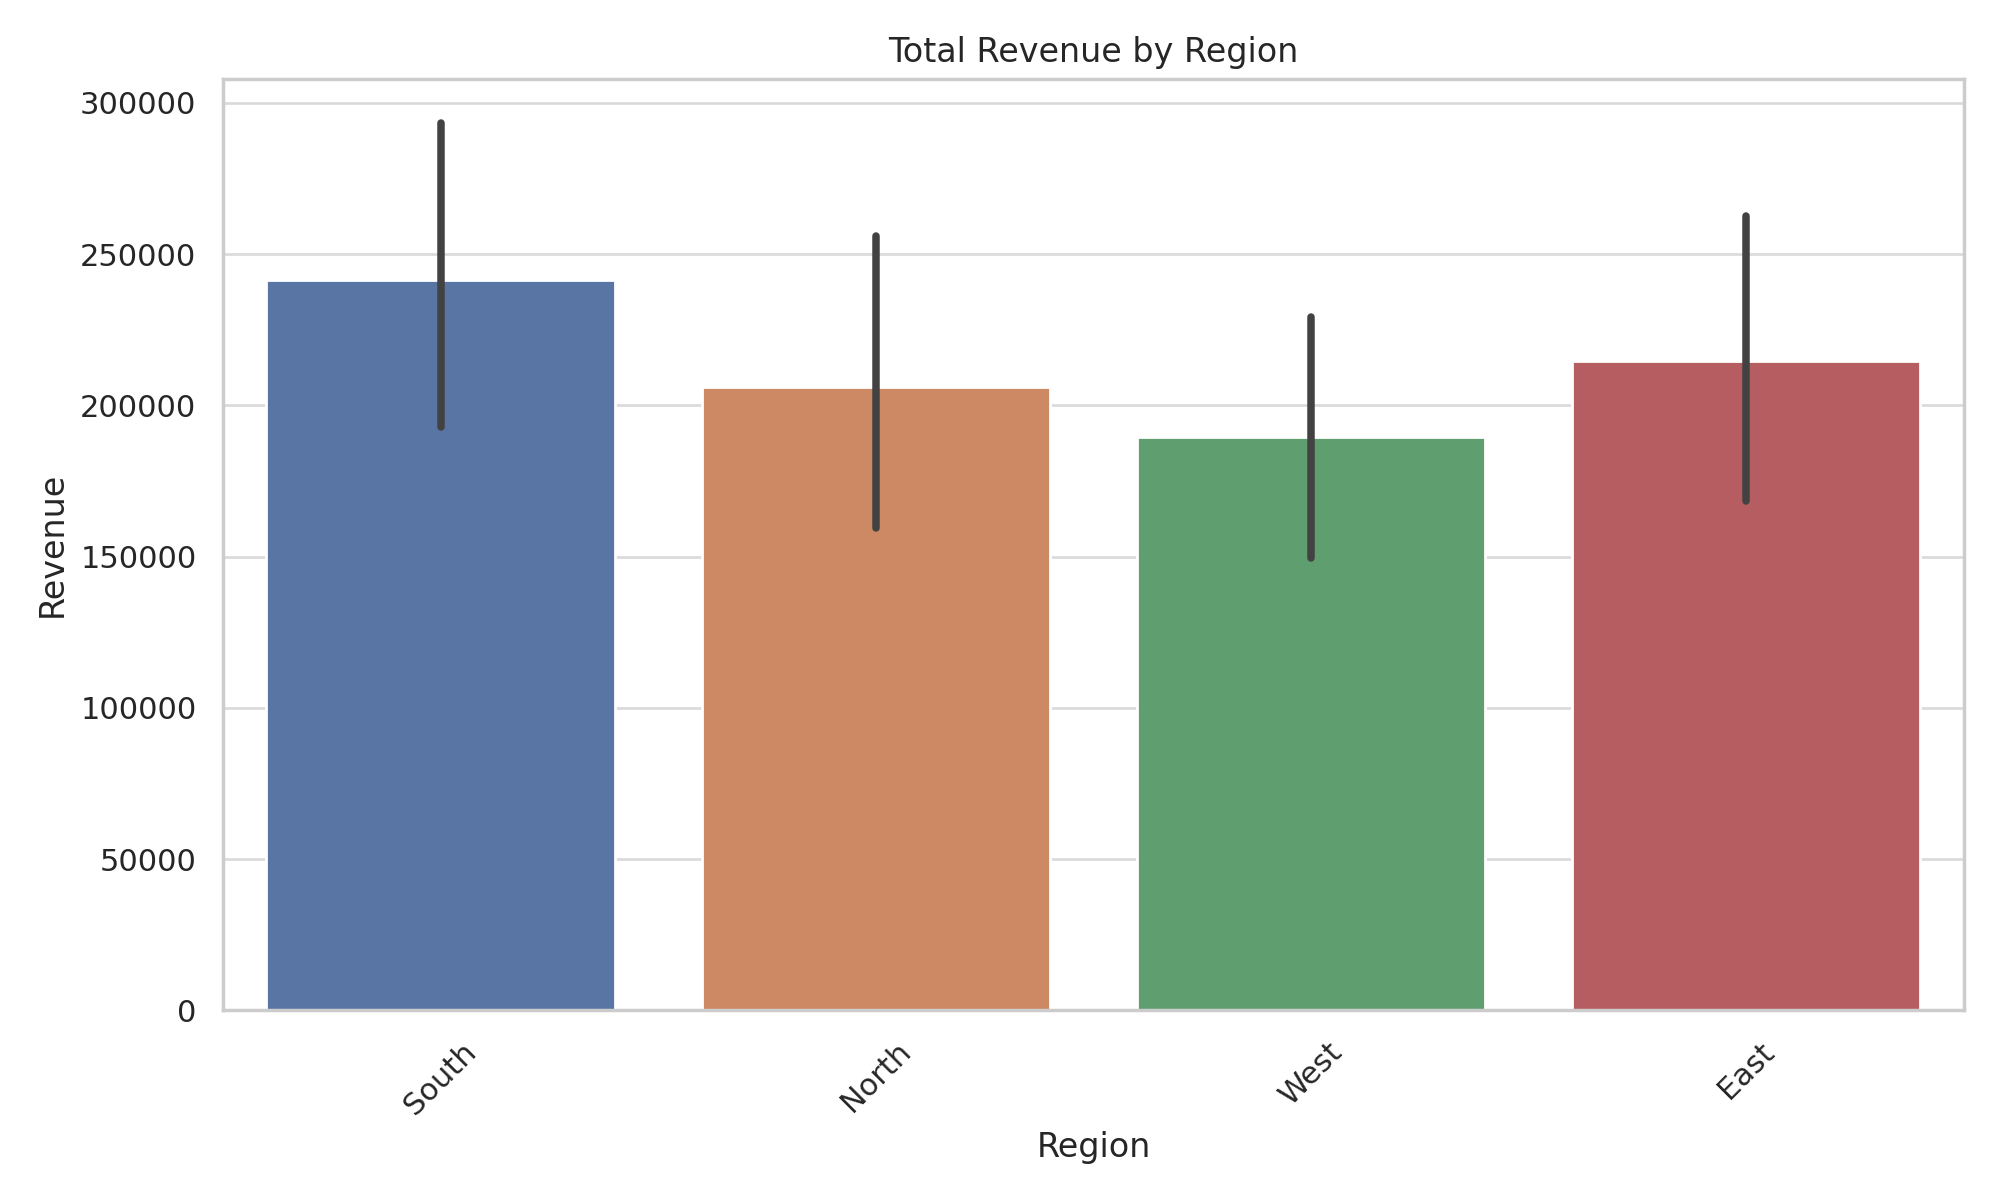 Total Revenue by Region
300000
250000
200000
150000
100000
50000
0
Revenue
South
North
West
East
Region